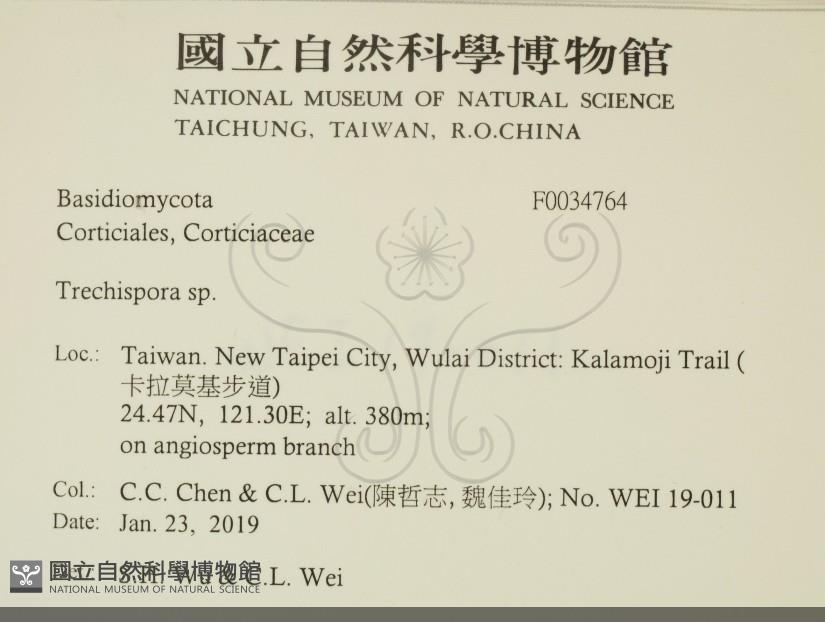 國立自然科學博物館
NATIONAL MUSEUM OF NATURAL SCIENCE
TAICHUNG, TAIWAN, R.O.CHINA
Basidiomycota F0034764
Corticiales, Corticiaceae
Trechispora sp.
Loc.: Taiwan. New Taipei City, Wulai District: Kalamoji Trail (
卡拉莫基步道)
24.47N, 121.30E; alt. 380m;
on angiosperm branch
Col.: C.C. Chen & C.L. Wei(陳哲志, 魏佳玲); No. WEI 19-011
Date: Jan. 23, 2019
Wu & C.L. Wei
國立自然科學博物館
NATIONAL MUSEUM OF NATURAL SCIENCE